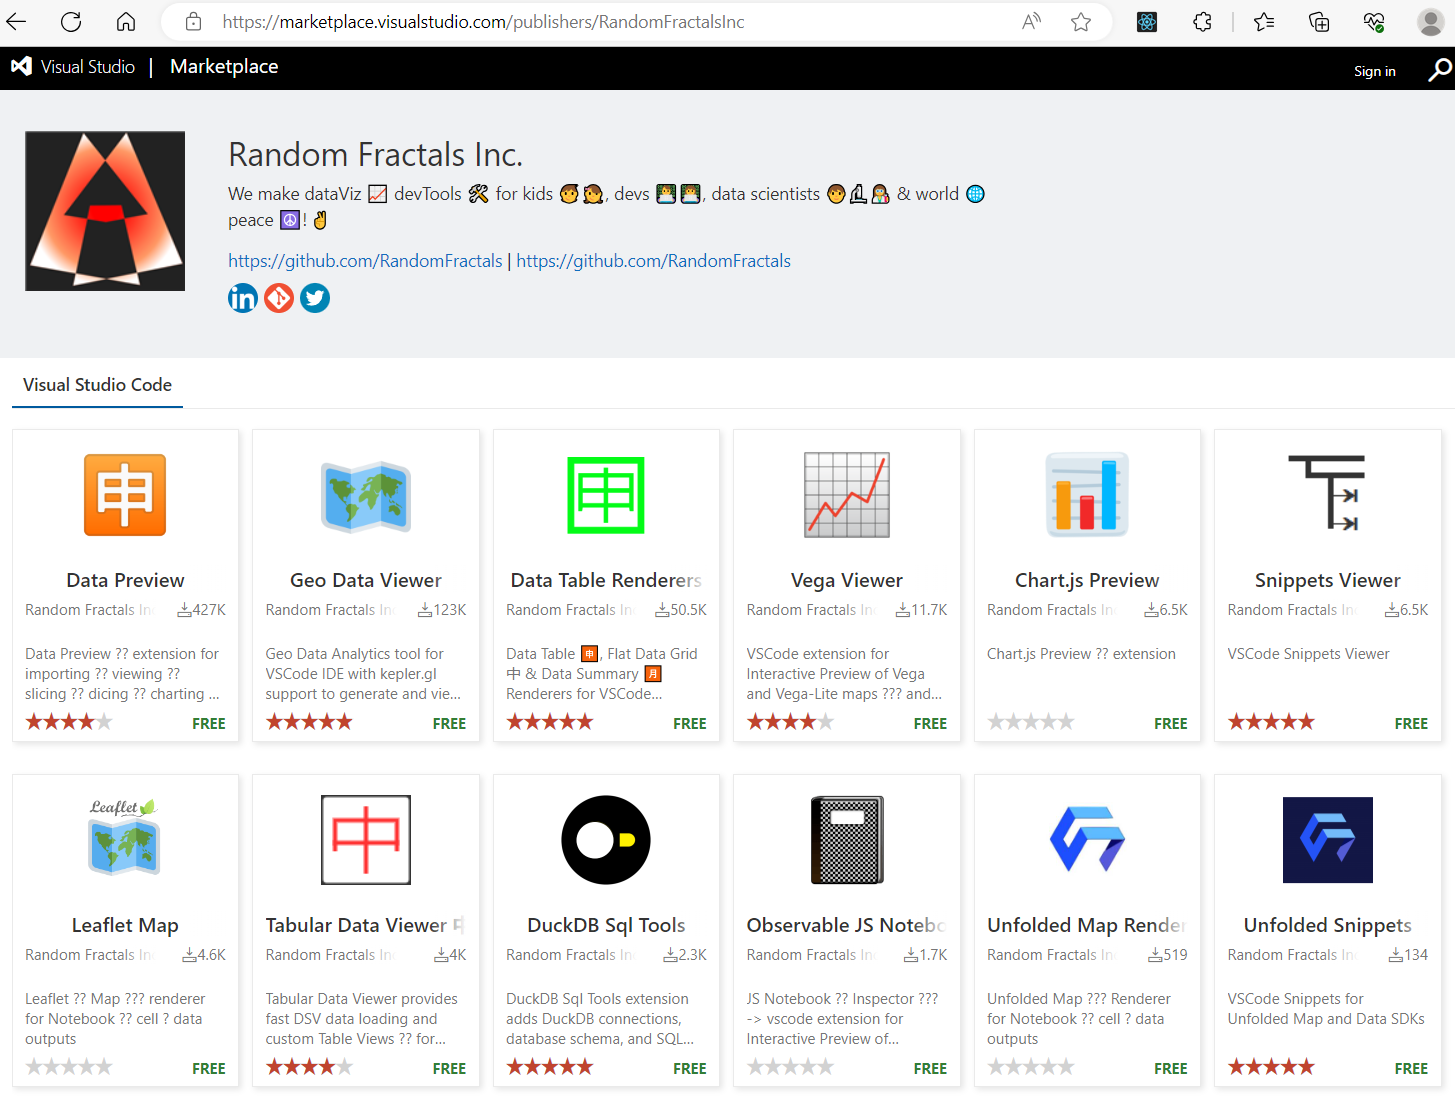 https://marketplace.visualstudio.com/publishers/RandomFractalsInc
Visual Studio | Marketplace
Sign in
Random Fractals Inc.
We make dataViz 📈 devTools 🛠 for kids 🧒👧, devs 👨‍💻👩‍💻, data scientists 👨‍🔬👩‍🔬 & world 🌐
peace ☮! ✌
https://github.com/RandomFractals | https://github.com/RandomFractals
in
Visual Studio Code
申
Data Preview
Random Fractals Inc 427K
Data Preview ?? extension for
importing ?? viewing ??
slicing ?? dicing ?? charting ...
FREE
Geo Data Viewer
Random Fractals In 123K
Geo Data Analytics tool for
VSCode IDE with kepler.gl
support to generate and vie...
FREE
申
Data Table Renderers
Random Fractals In 50.5K
Data Table 🈸, Flat Data Grid
中 & Data Summary 🈷
Renderers for VSCode...
FREE
Vega Viewer
Random Fractals Inc 11.7K
VSCode extension for
Interactive Preview of Vega
and Vega-Lite maps ??? and...
FREE
Chart.js Preview
Random Fractals In 6.5K
Chart.js Preview ?? extension
FREE
Snippets Viewer
Random Fractals In 6.5K
VSCode Snippets Viewer
FREE
Leaflet
Leaflet Map
Random Fractals In 4.6K
Leaflet ?? Map ??? renderer
for Notebook ?? cell ? data
outputs
FREE
中
Tabular Data Viewer 中
Random Fractals In 4K
Tabular Data Viewer provides
fast DSV data loading and
custom Table Views ?? for...
FREE
DuckDB Sql Tools
Random Fractals In 2.3K
DuckDB Sql Tools extension
adds DuckDB connections,
database schema, and SQL...
FREE
Observable JS Notebo
Random Fractals Inc 1.7K
JS Notebook ?? Inspector ???
-> vscode extension for
Interactive Preview of...
FREE
Unfolded Map Render
Random Fractals In 519
Unfolded Map ??? Renderer
for Notebook ?? cell ? data
outputs
FREE
Unfolded Snippets
Random Fractals Inc 134
VSCode Snippets for
Unfolded Map and Data SDKs
FREE